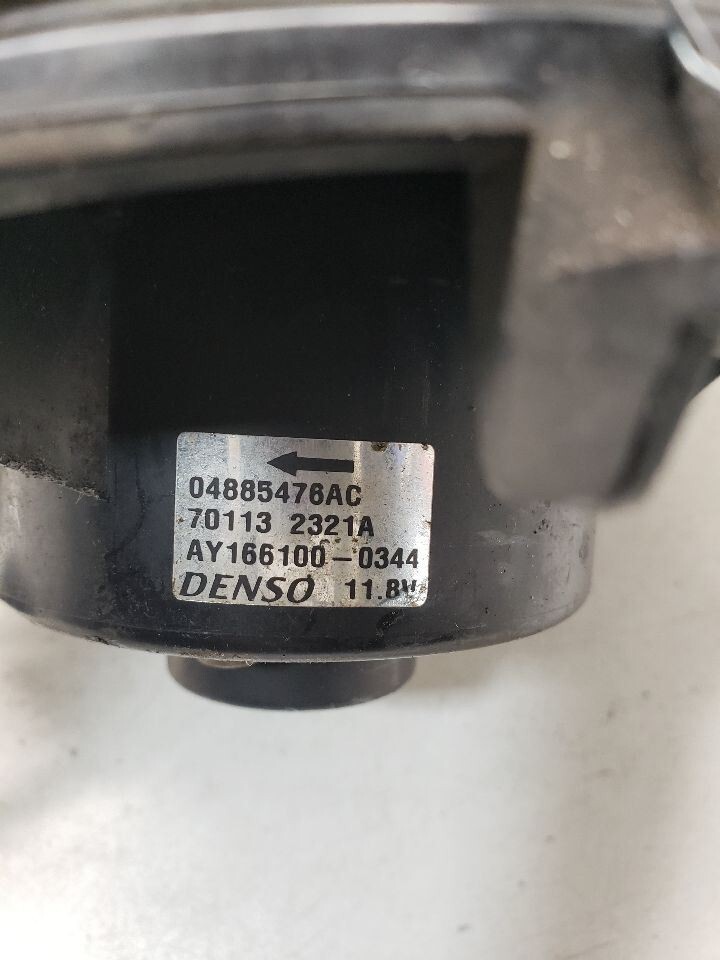 04885476AC
70113 2321A
AY166100-0344
DENSO 11.8V